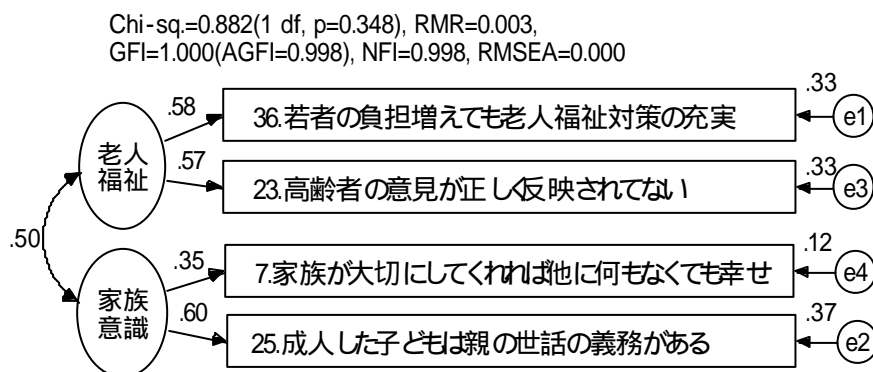 Chi-sq.=0.882(1 df, p=0.348), RMR=0.003,
GFI=1.000(AGFI=0.998), NFI=0.998, RMSEA=0.000
.33
.58
36.若者の負担増えても老人福祉対策の充実
e1
老人
福祉
.33
.57
23.高齢者の意見が正しく反映されてない
e3
.50
.12
.35
7.家族が大切にしてくれれば他に何もなくても幸せ
e4
家族
意識
.37
.60
25.成人した子どもは親の世話の義務がある
e2